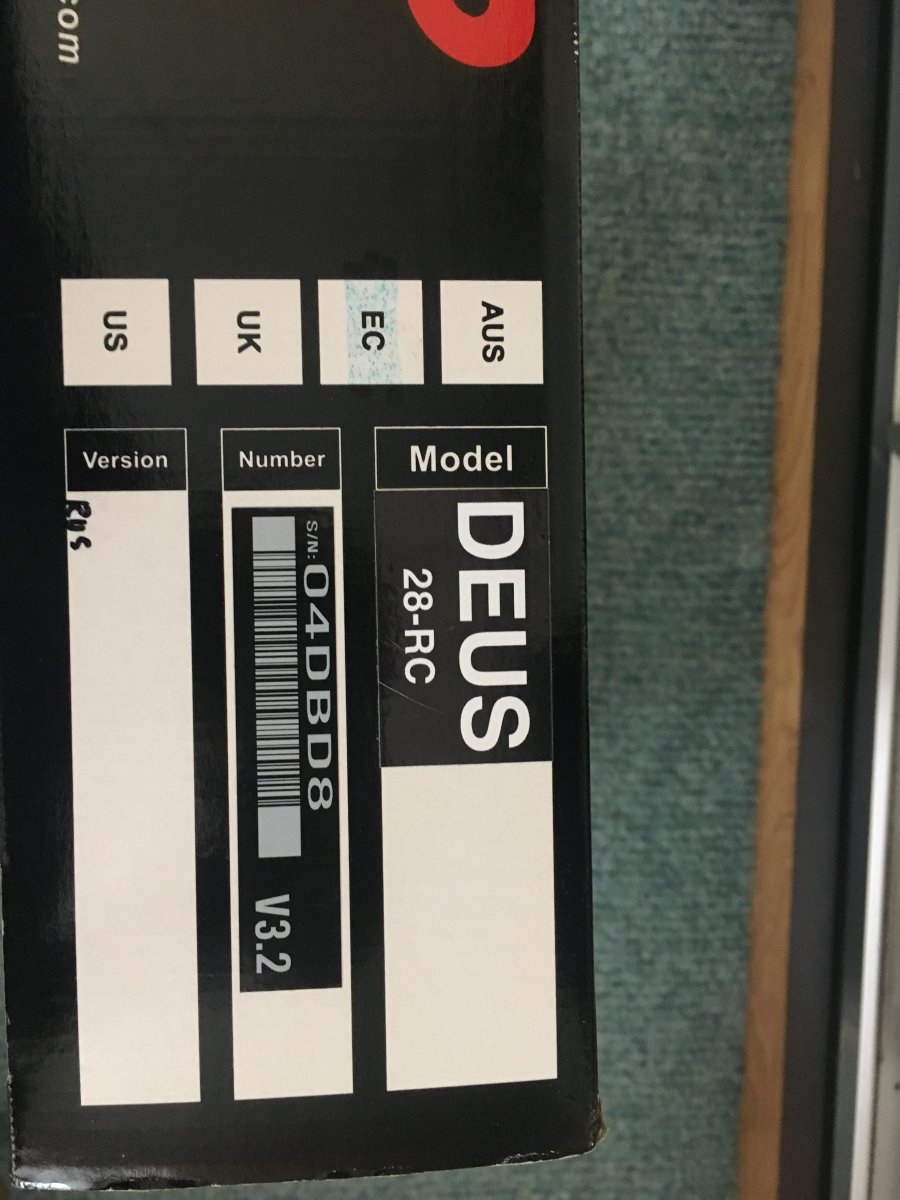 com
AUS
EC
UK
US
Model
DEUS
28-RC
Number
S/N: 04DBD8
V3.2
Version